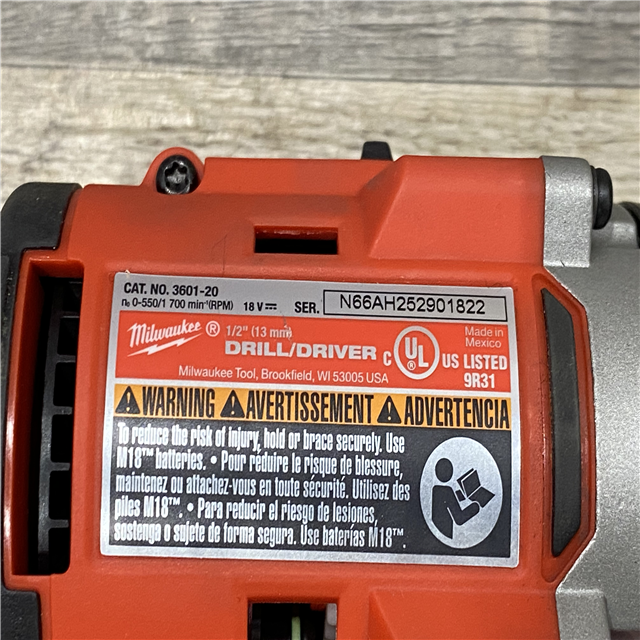 CAT. NO. 3601-20
n₀ 0-550/1 700 min⁻¹(RPM) 18 V⎓ SER. N66AH252901822
Milwaukee® 1/2" (13 mm)
DRILL/DRIVER
Milwaukee Tool, Brookfield, WI 53005 USA
C UL® US LISTED
9R31
Made in
Mexico
WARNING AVERTISSEMENT ADVERTENCIA
To reduce the risk of injury, hold or brace securely. Use
M18™ batteries. • Pour réduire le risque de blessure,
maintenez ou attachez-vous en toute sécurité. Utilisez des
piles M18™. • Para reducir el riesgo de lesiones,
sostenga o sujete de forma segura. Use baterías M18™